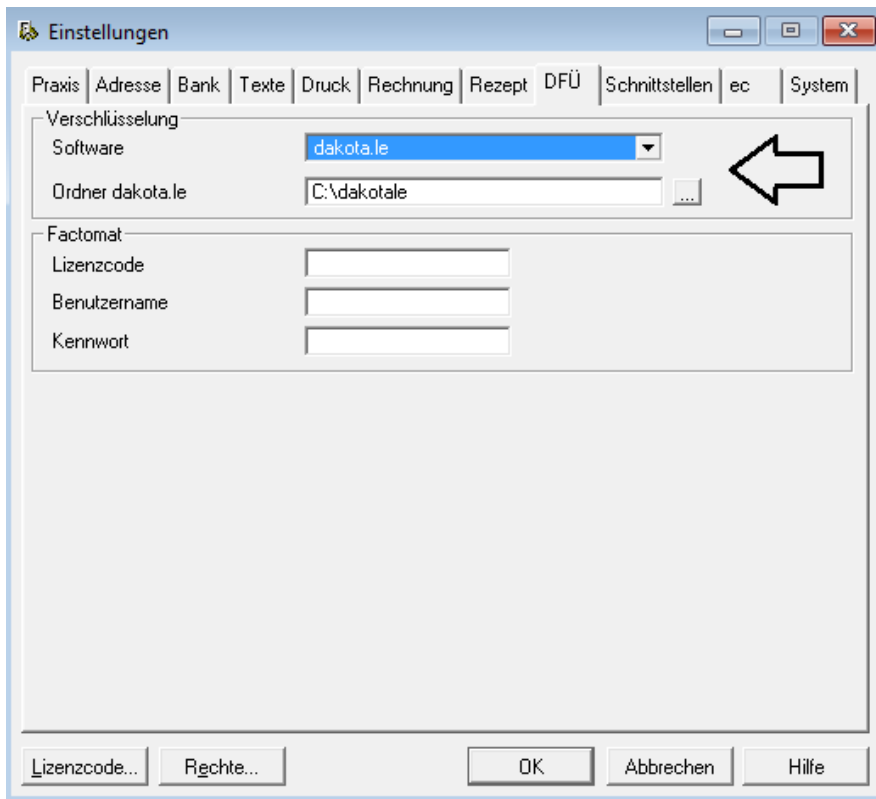 Einstellungen
Praxis Adresse Bank Texte Druck Rechnung Rezept DFÜ Schnittstellen ec System
Verschlüsselung
Software dakota.le
Ordner dakota.le C:\dakotale ...
Factomat
Lizenzcode
Benutzername
Kennwort
Lizenzcode... Rechte... OK Abbrechen Hilfe